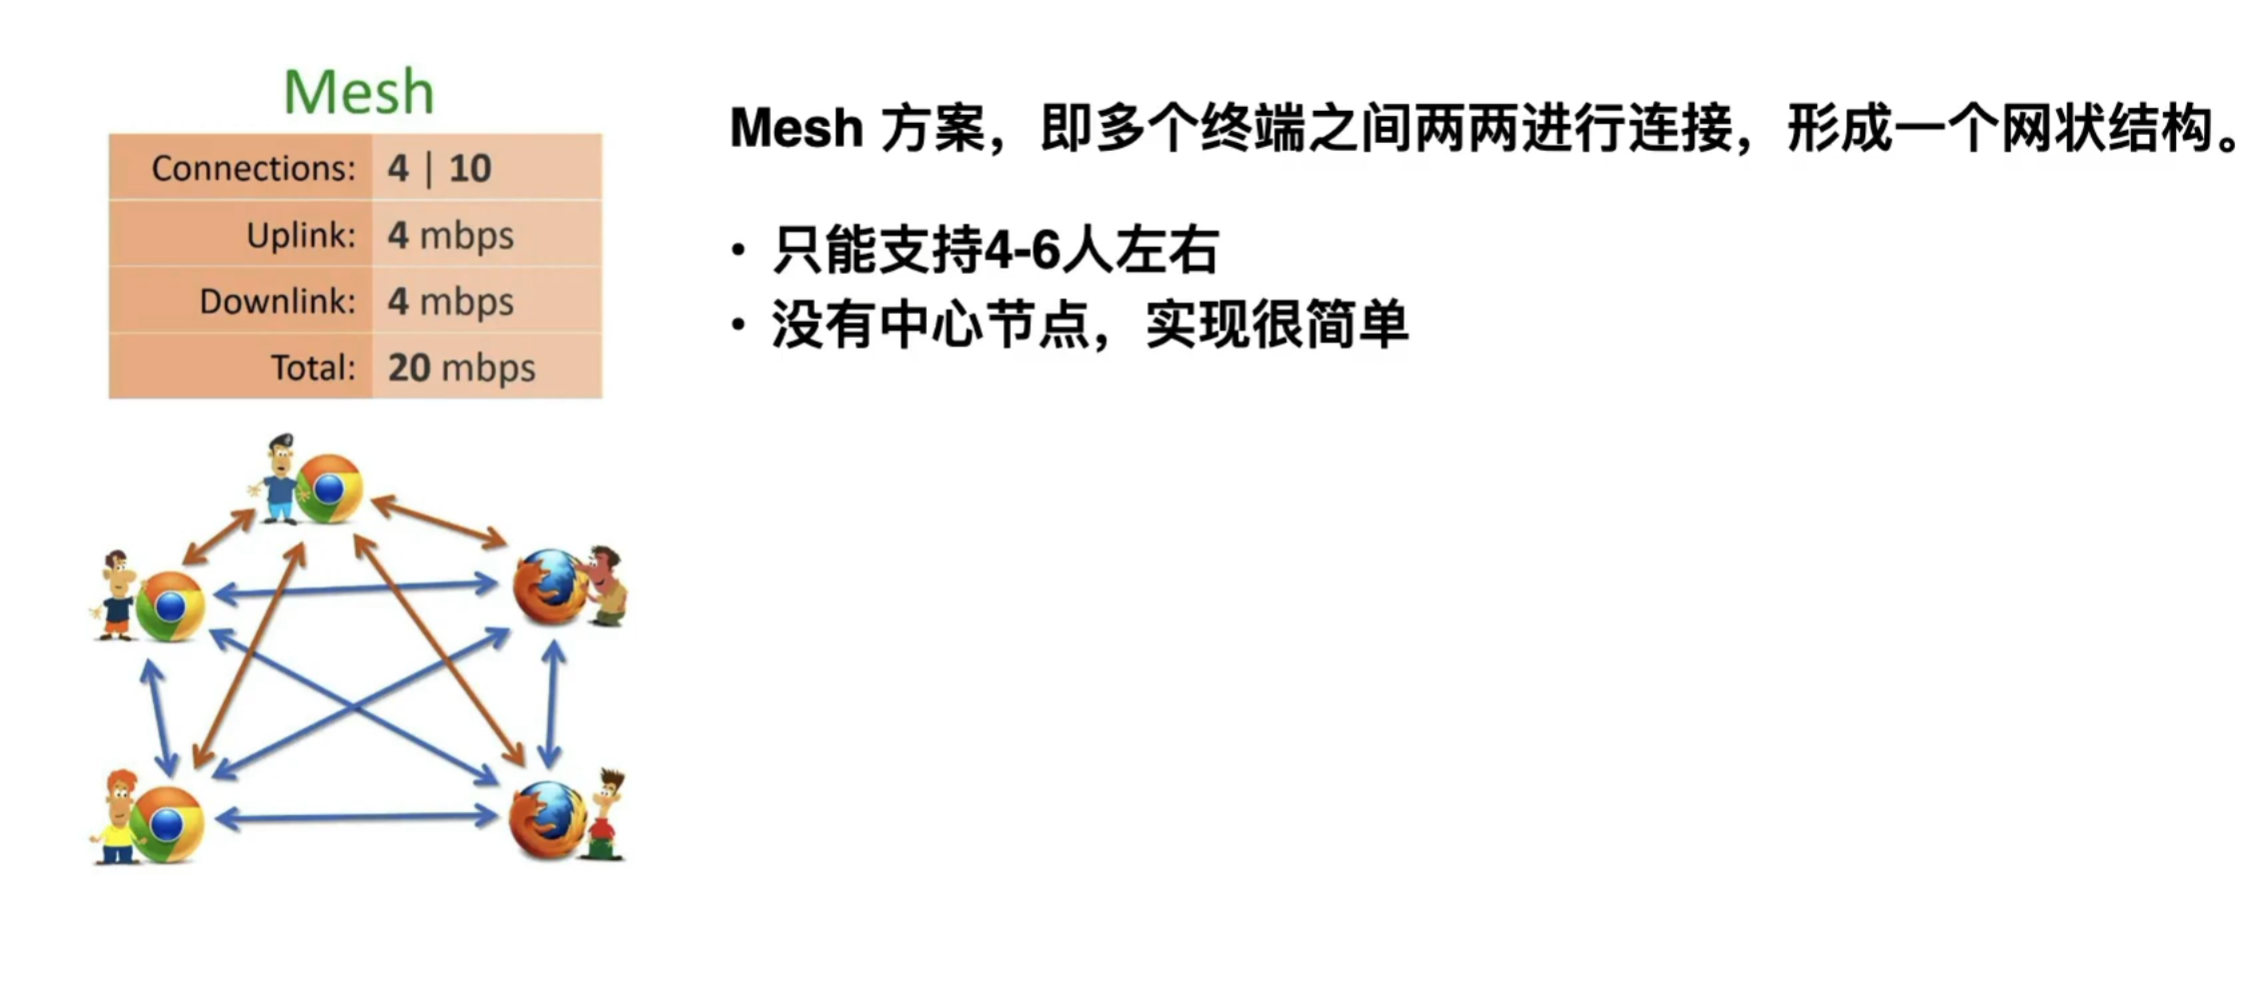 Mesh
Connections: 4 | 10
Uplink: 4 mbps
Downlink: 4 mbps
Total: 20 mbps
Mesh 方案，即多个终端之间两两进行连接，形成一个网状结构。
• 只能支持4-6人左右
• 没有中心节点，实现很简单